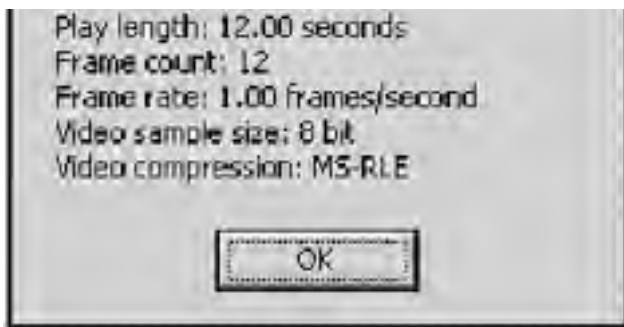 Play length: 12.00 seconds
Frame count: 12
Frame rate: 1.00 frames/second
Video sample size: 8 bit
Video compression: MS-RLE
OK